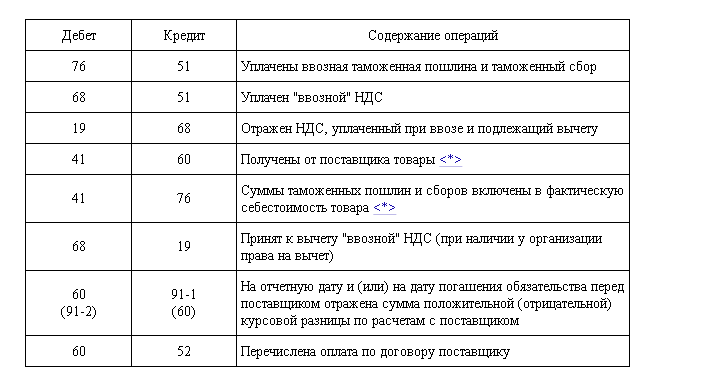 Дебет Кредит Содержание операций
76 51 Уплачены ввозная таможенная пошлина и таможенный сбор
68 51 Уплачен "ввозной" НДС
19 68 Отражен НДС, уплаченный при ввозе и подлежащий вычету
41 60 Получены от поставщика товары <*>
41 76 Суммы таможенных пошлин и сборов включены в фактическую
себестоимость товара <*>
68 19 Принят к вычету "ввозной" НДС (при наличии у организации
права на вычет)
60 91-1 На отчетную дату и (или) на дату погашения обязательства перед
(91-2) (60) поставщиком отражена сумма положительной (отрицательной)
курсовой разницы по расчетам с поставщиком
60 52 Перечислена оплата по договору поставщику